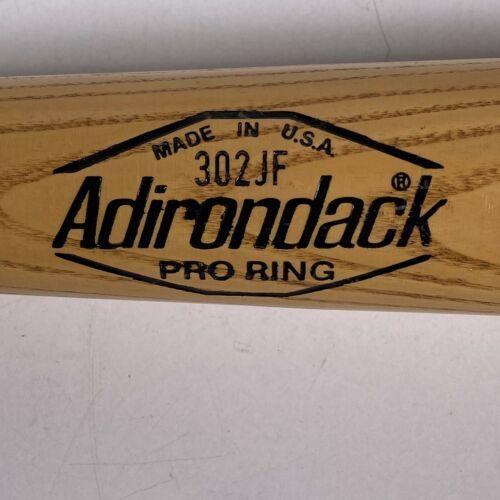 MADE IN U.S.A.
302JF
Adirondack®
PRO RING